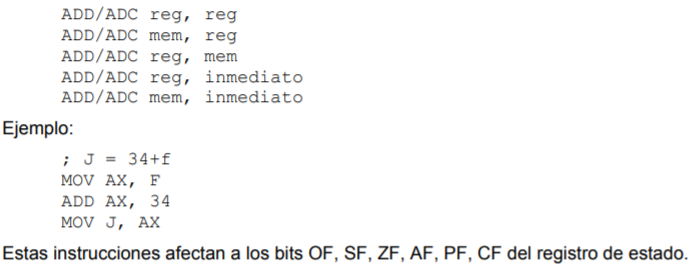 ADD/ADC reg, reg
ADD/ADC mem, reg
ADD/ADC reg, mem
ADD/ADC reg, inmediato
ADD/ADC mem, inmediato
Ejemplo:
; J = 34+f
MOV AX, F
ADD AX, 34
MOV J, AX
Estas instrucciones afectan a los bits OF, SF, ZF, AF, PF, CF del registro de estado.